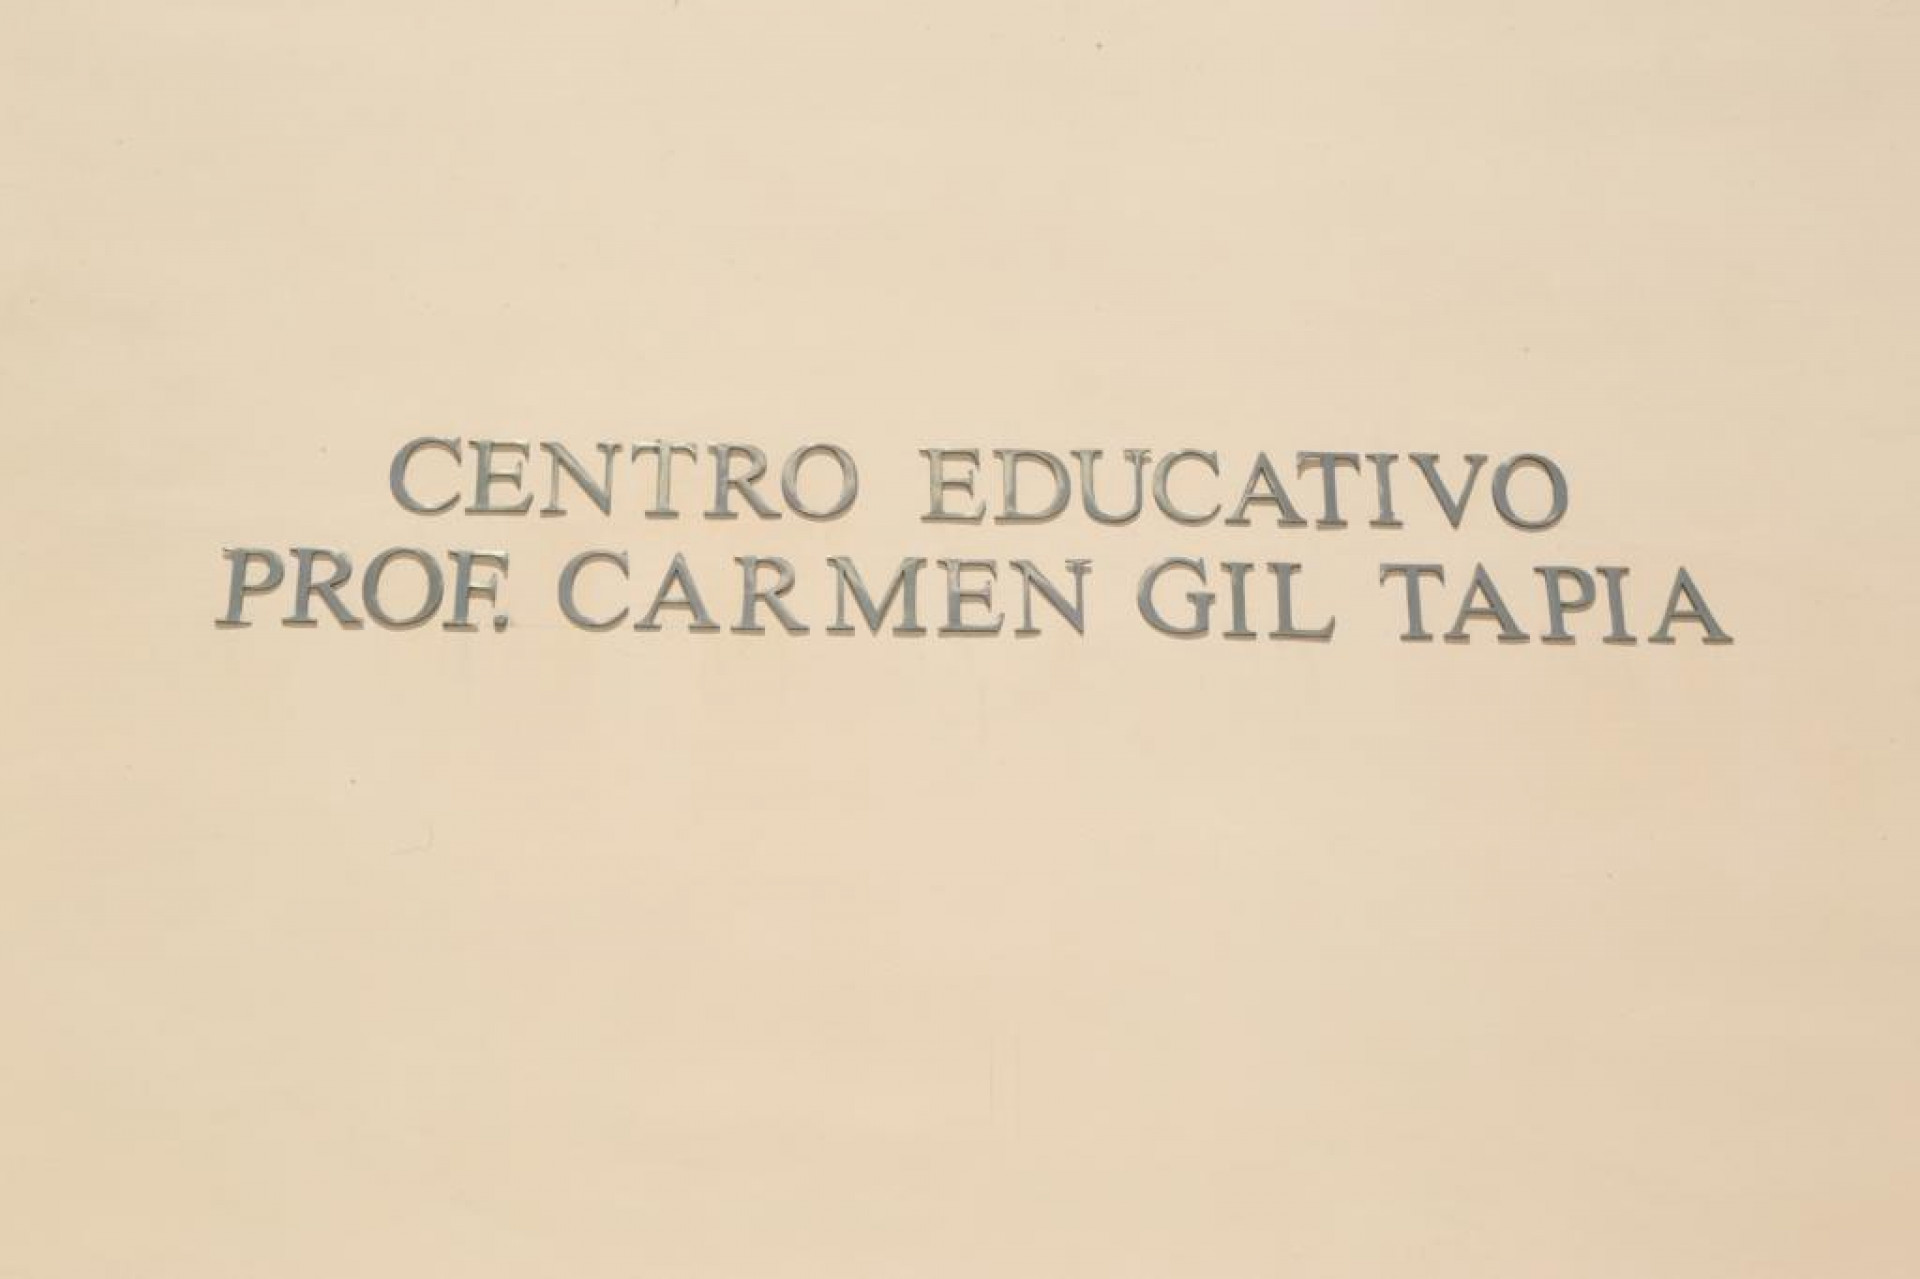 CENTRO EDUCATIVO
PROF. CARMEN GIL TAPIA